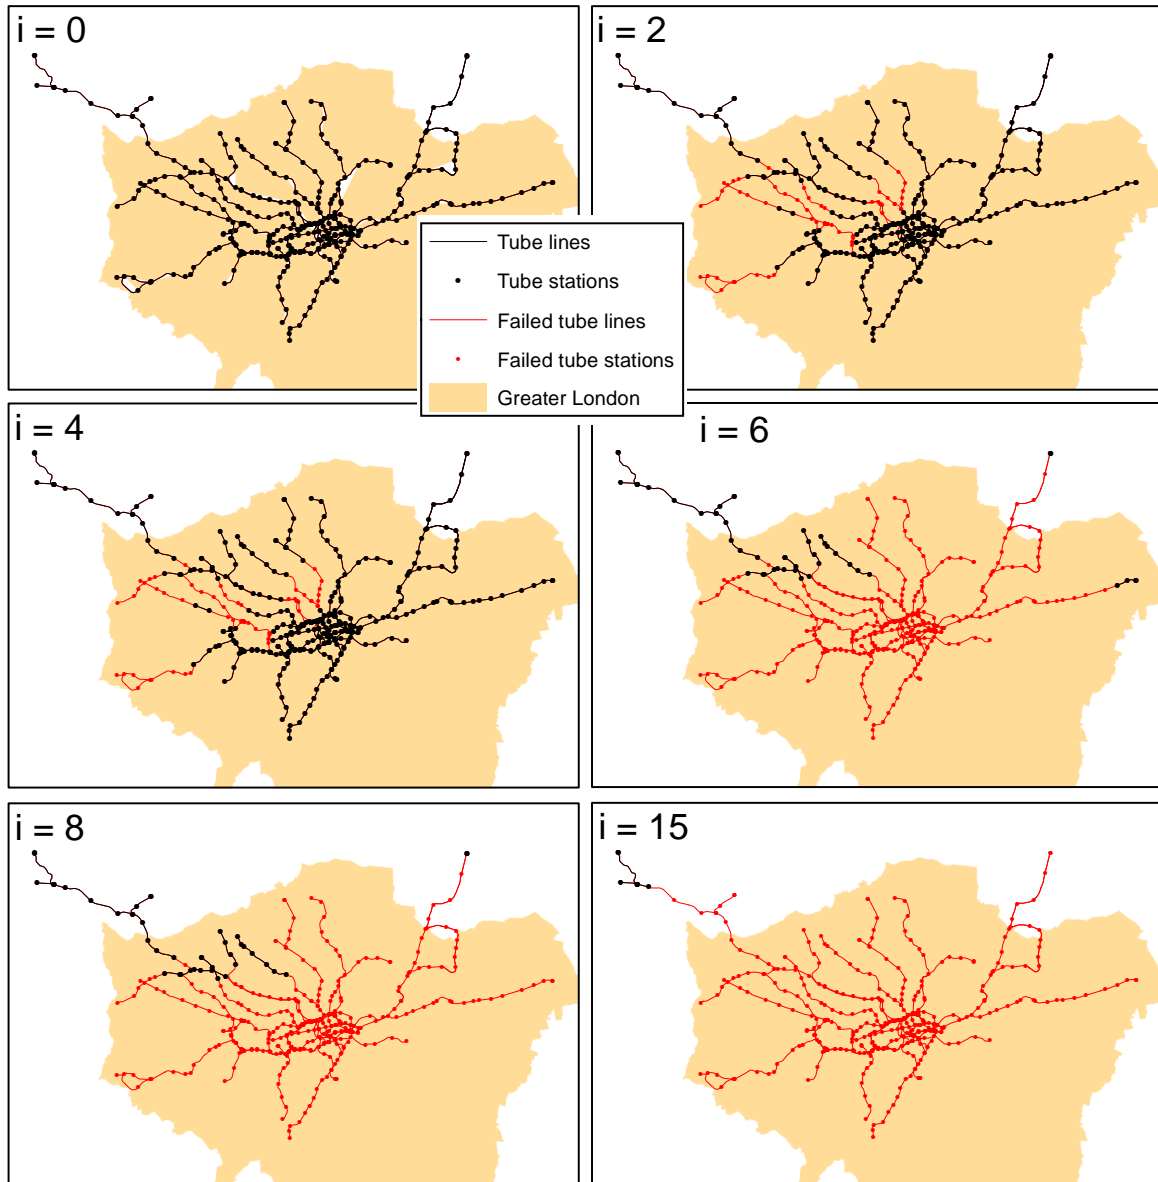 i = 0
i = 2
Tube lines
Tube stations
Failed tube lines
Failed tube stations
Greater London
i = 4
i = 6
i = 8
i = 15